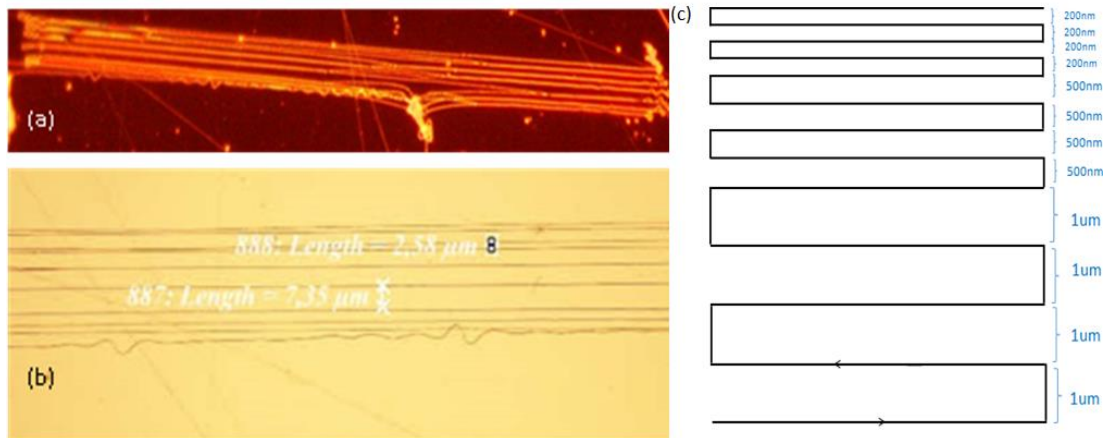 (a)
888: Length = 2,58 µm
887: Length = 7,35 µm
(b)
(c)
200nm
200nm
200nm
200nm
500nm
500nm
500nm
500nm
1um
1um
1um
1um